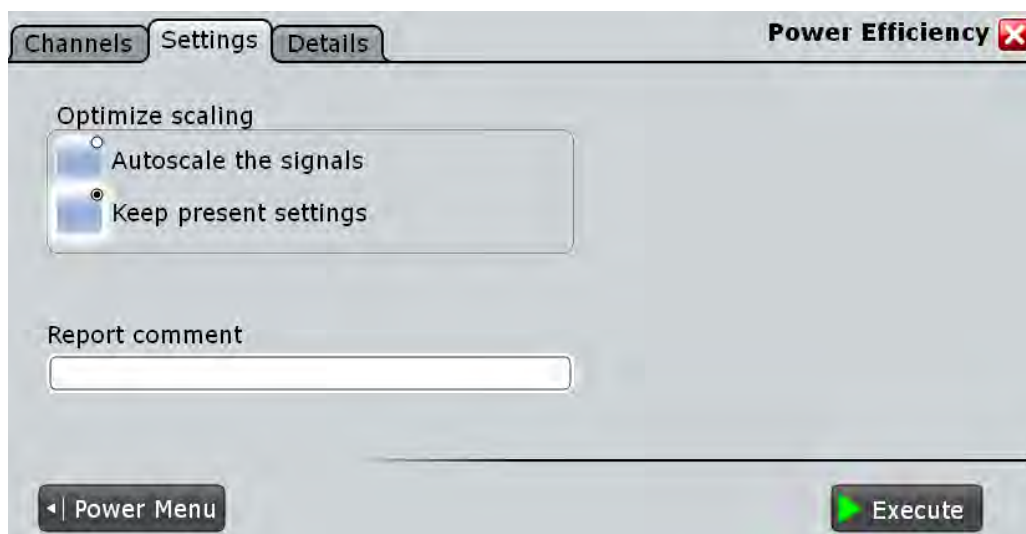 Channels Settings Details Power Efficiency
Optimize scaling
Autoscale the signals
Keep present settings
Report comment
Power Menu Execute